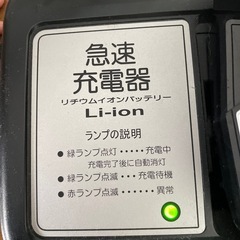 急速
充電器
リチウムイオンバッテリー
Li-ion
ランプの説明
●緑ランプ点灯・・・・・充電中
充電完了後に自動消灯
●緑ランプ点滅・・・充電待機
●赤ランプ点滅・・・・・・異常